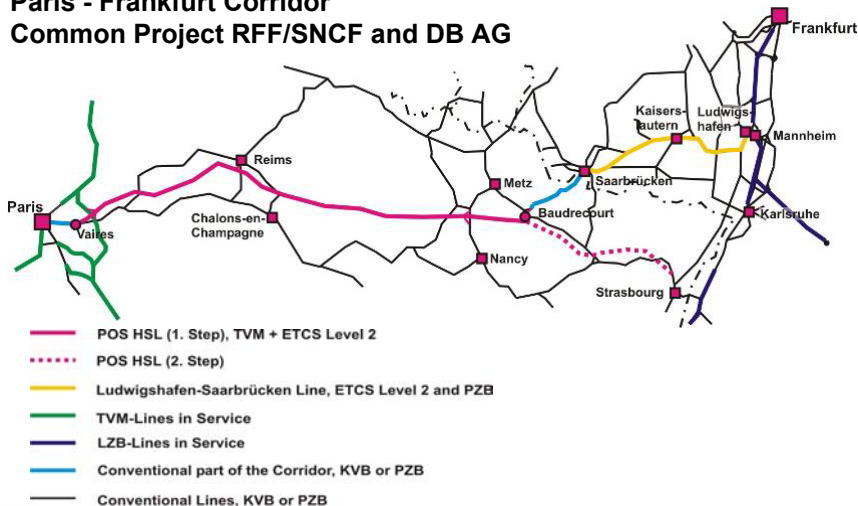 Paris - Frankfurt Corridor
Common Project RFF/SNCF and DB AG
Frankfurt
Kaisers-
lautern
Ludwigs-
hafen
Mannheim
Reims
Metz
Saarbrücken
Paris
Vaires
Chalons-en-
Champagne
Baudrecourt
Karlsruhe
Nancy
Strasbourg
POS HSL (1. Step), TVM + ETCS Level 2
POS HSL (2. Step)
Ludwigshafen-Saarbrücken Line, ETCS Level 2 and PZB
TVM-Lines in Service
LZB-Lines in Service
Conventional part of the Corridor, KVB or PZB
Conventional Lines, KVB or PZB